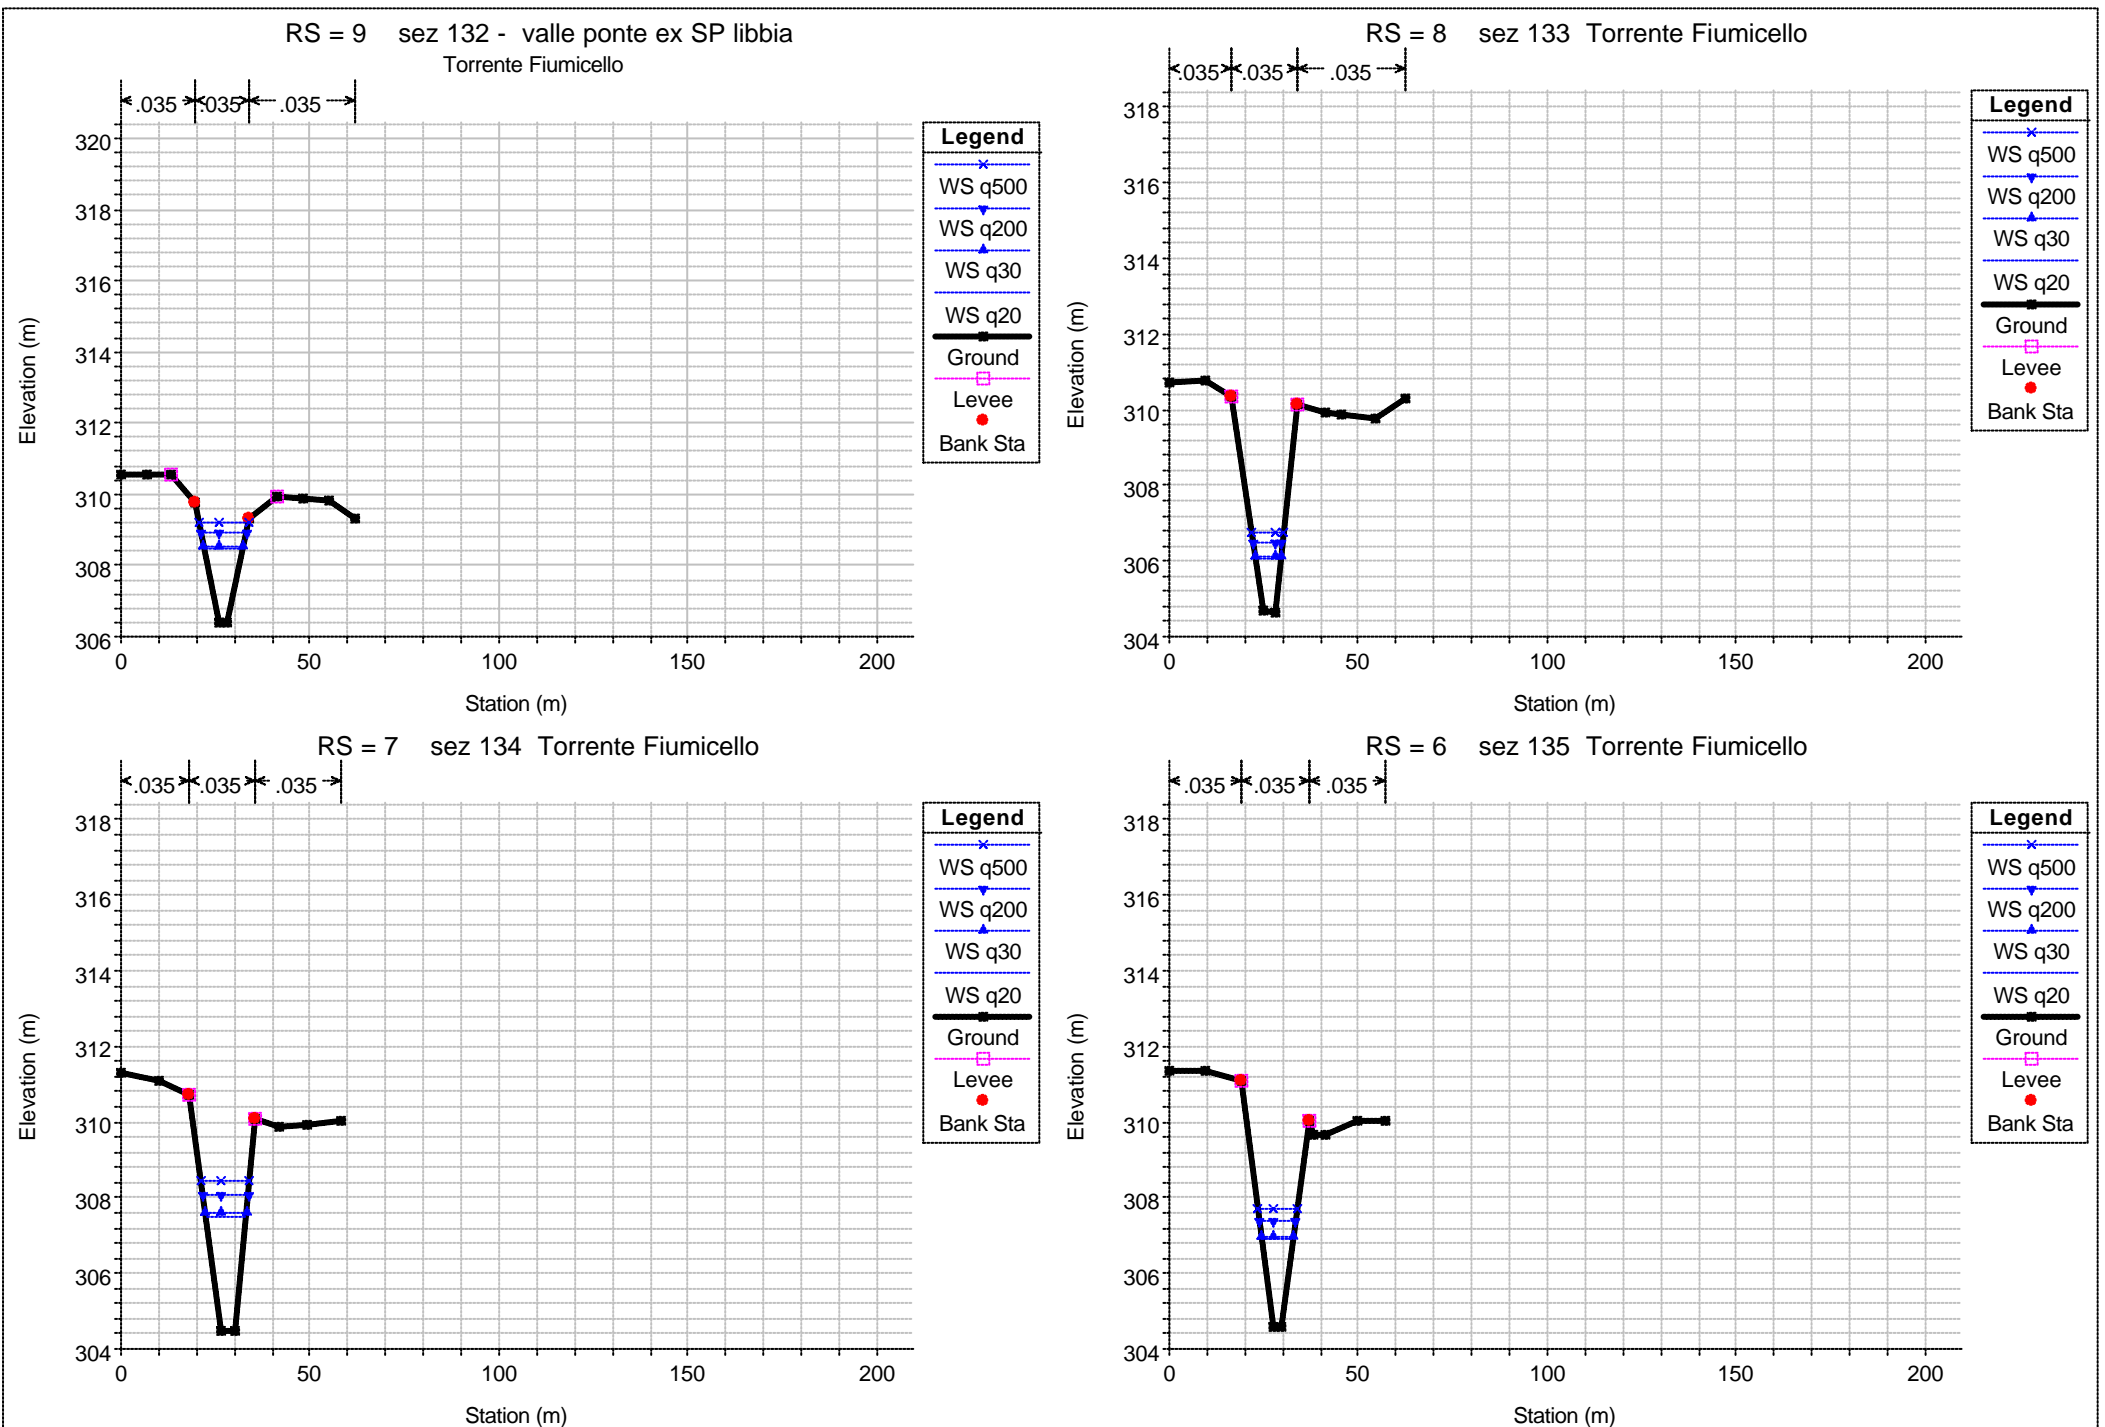 RS = 9 sez 132 - valle ponte ex SP libbia
Torrente Fiumicello
.035 .035 .035
320
318
316
314
312
310
308
306
0 50 100 150 200
Elevation (m)
Station (m)
Legend
WS q500
WS q200
WS q30
WS q20
Ground
Levee
Bank Sta
RS = 8 sez 133 Torrente Fiumicello
.035 .035 .035
318
316
314
312
310
308
306
304
0 50 100 150 200
Elevation (m)
Station (m)
Legend
WS q500
WS q200
WS q30
WS q20
Ground
Levee
Bank Sta
RS = 7 sez 134 Torrente Fiumicello
.035 .035 .035
318
316
314
312
310
308
306
304
0 50 100 150 200
Elevation (m)
Station (m)
Legend
WS q500
WS q200
WS q30
WS q20
Ground
Levee
Bank Sta
RS = 6 sez 135 Torrente Fiumicello
.035 .035 .035
318
316
314
312
310
308
306
304
0 50 100 150 200
Elevation (m)
Station (m)
Legend
WS q500
WS q200
WS q30
WS q20
Ground
Levee
Bank Sta